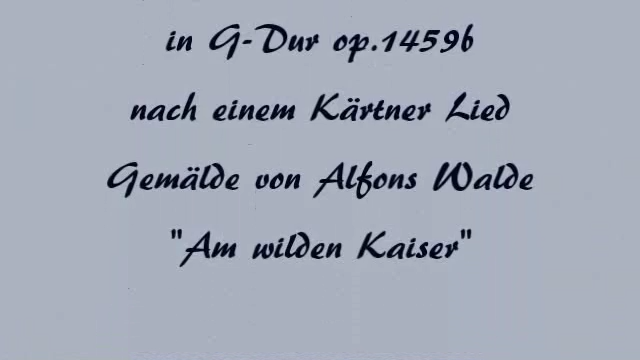 in G-Dur op.1459b
nach einem Kärtner Lied
Gemälde von Alfons Walde
"Am wilden Kaiser"